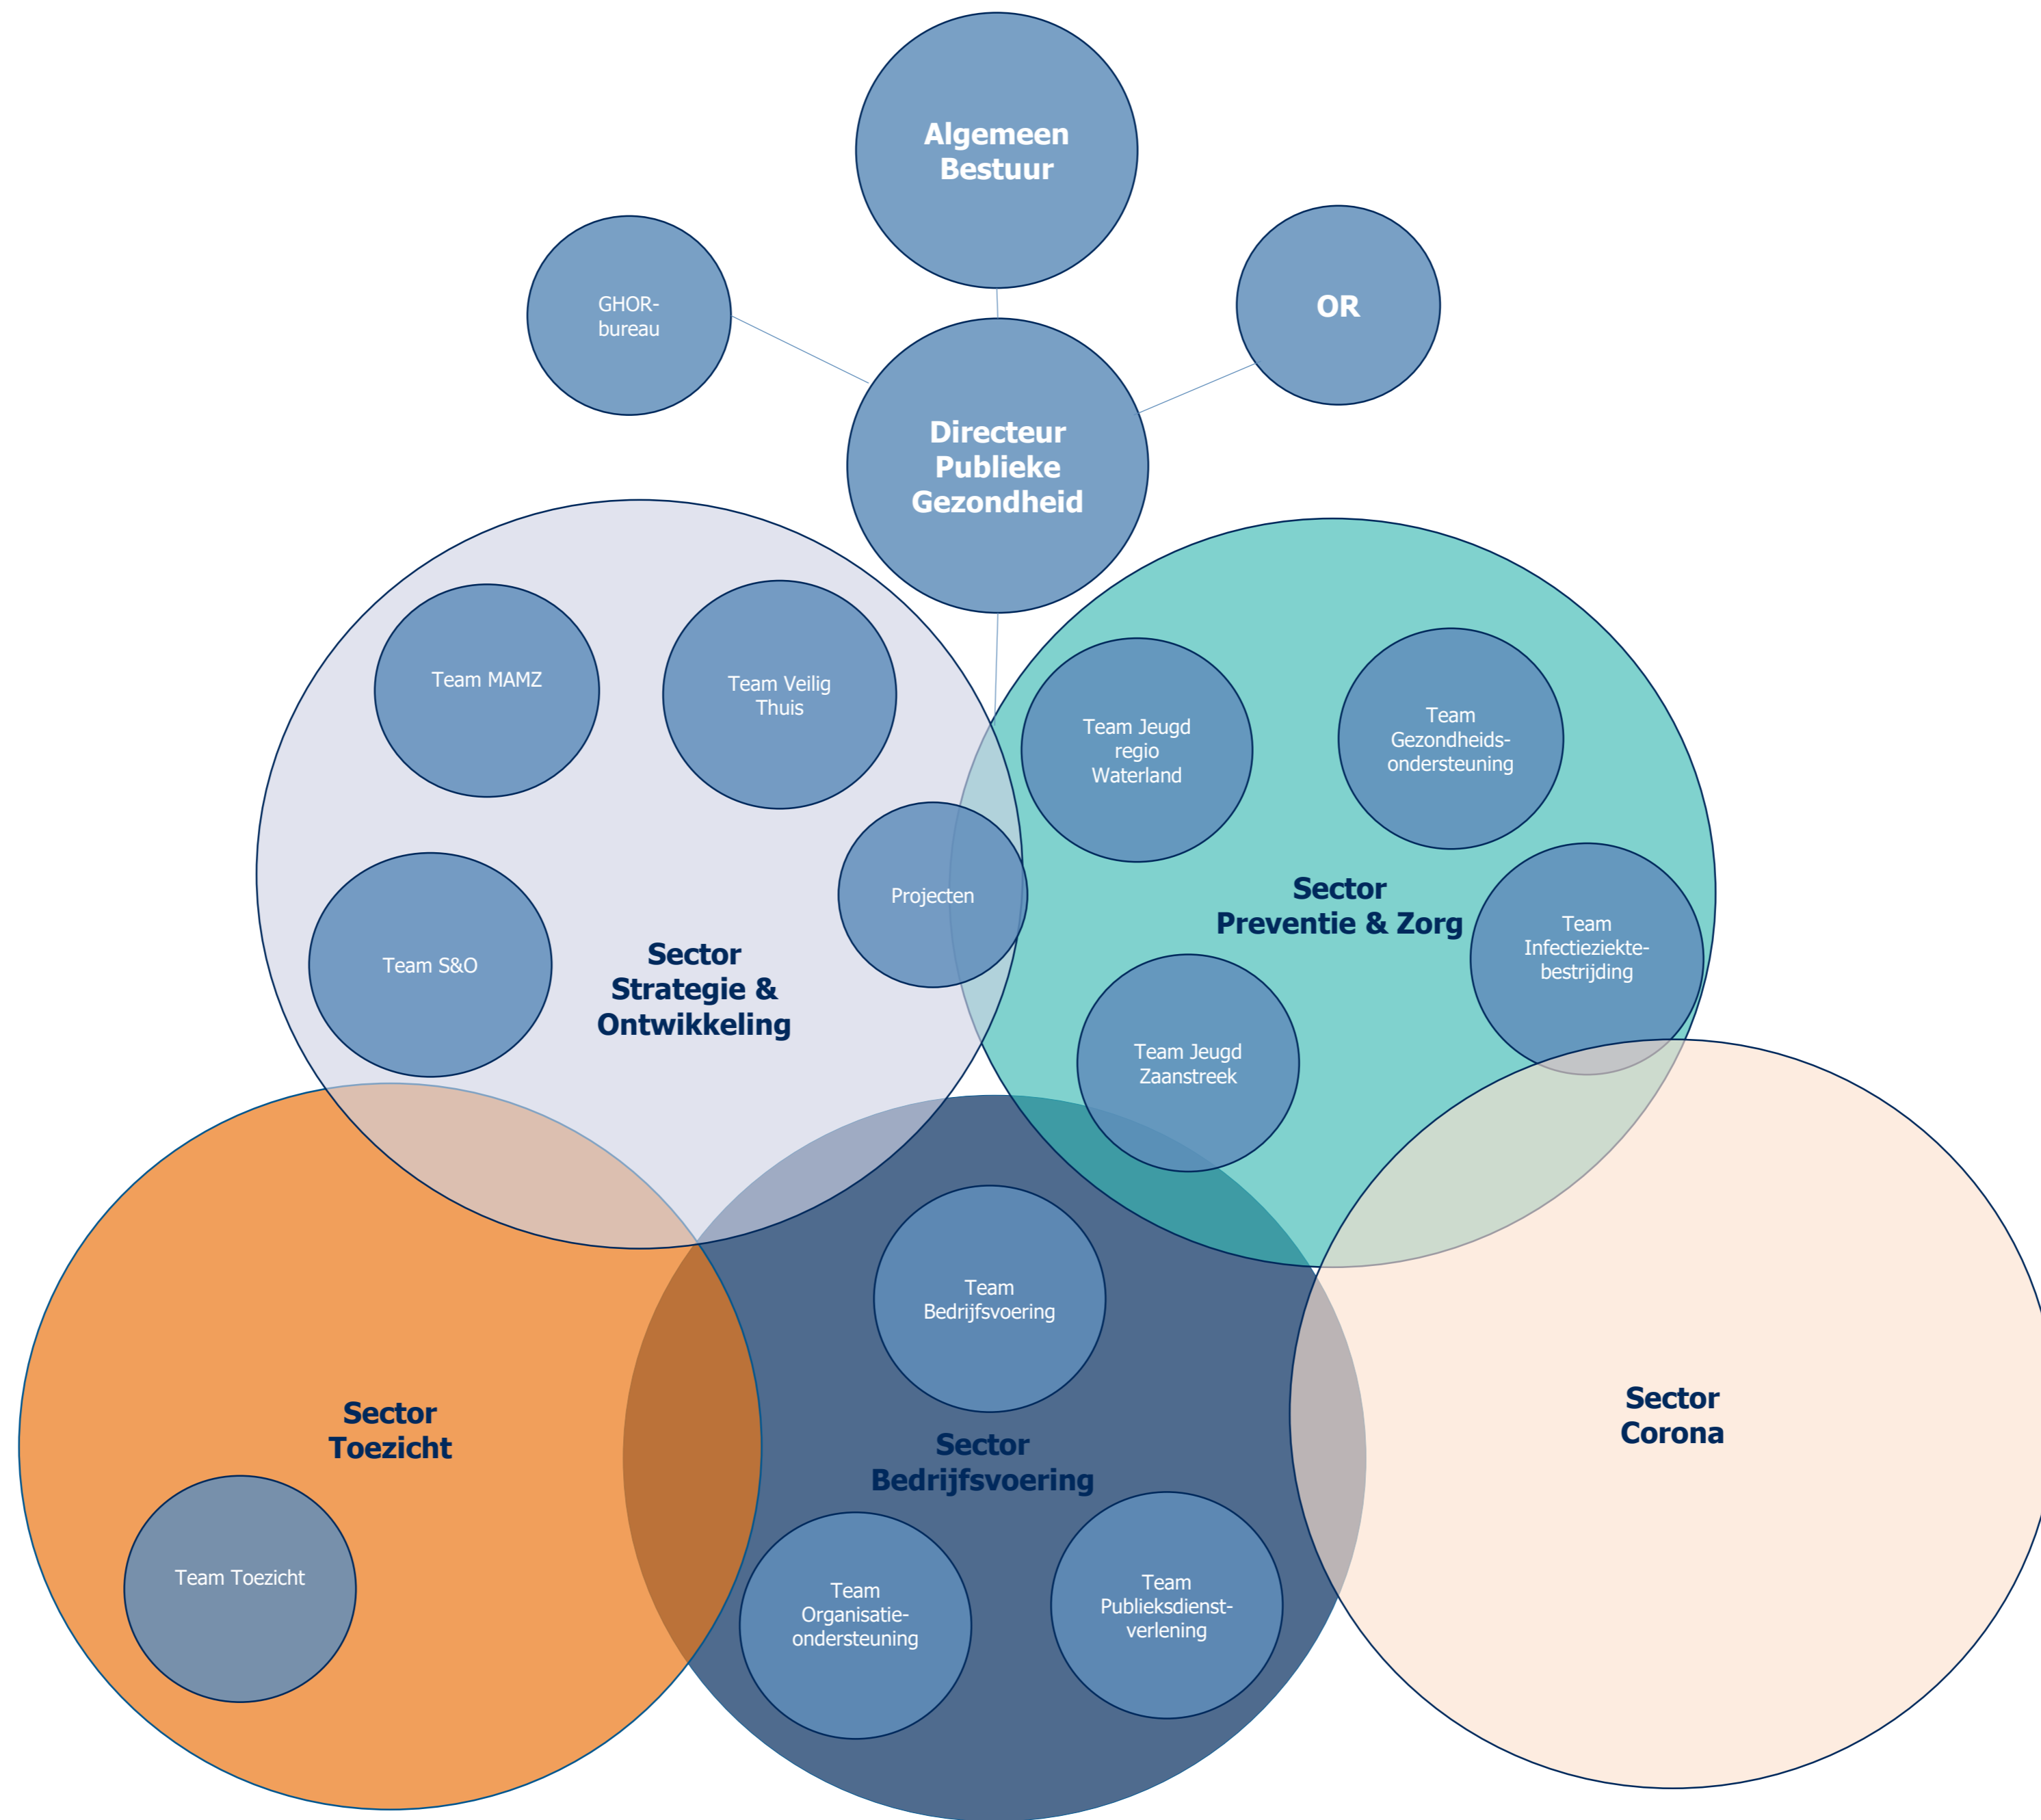 Algemeen
Bestuur
GHOR-
bureau
OR
Directeur
Publieke
Gezondheid
Team MAMZ
Team Veilig
Thuis
Team Jeugd
regio
Waterland
Team
Gezondheids-
ondersteuning
Projecten
Sector
Preventie & Zorg
Team
Infectieziekte-
bestrijding
Team S&O
Sector
Strategie &
Ontwikkeling
Team Jeugd
Zaanstreek
Team
Bedrijfsvoering
Sector
Toezicht
Sector
Bedrijfsvoering
Sector
Corona
Team Toezicht
Team
Organisatie-
ondersteuning
Team
Publieksdienst-
verlening